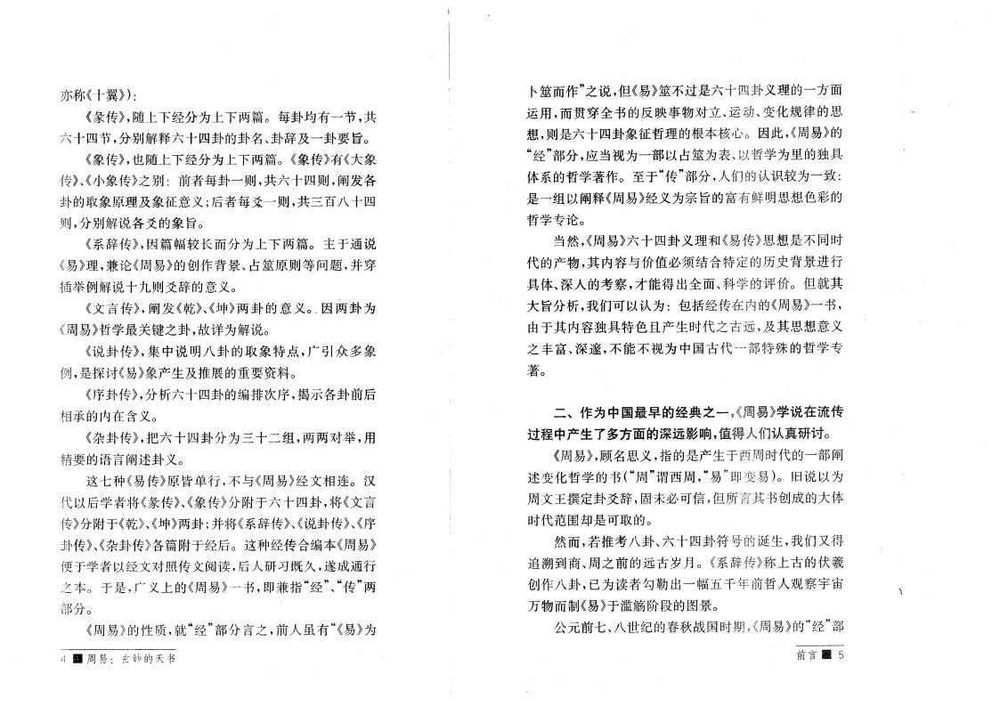 亦称《十翼》):
《彖传》,随上下经分为上下两篇。每卦均有一节,共
六十四节,分别解释六十四卦的卦名、卦辞及一卦要旨。
《象传》,也随上下经分为上下两篇。《象传》有《大象
传》、《小象传》之别:前者每卦一则,共六十四则,阐发各
卦的取象原理及象征意义;后者每爻一则,共三百八十四
则,分别解说各爻的象旨。
《系辞传》,因篇幅较长而分为上下两篇。主于通说
《易》理,兼论《周易》的创作背景、占筮原则等问题,并穿
插举例解说十九则爻辞的意义。
《文言传》,阐发《乾》、《坤》两卦的意义。因两卦为
《周易》哲学最关键之卦,故详为解说。
《说卦传》,集中说明八卦的取象特点,广引众多象
例,是探讨《易》象产生及推展的重要资料。
《序卦传》,分析六十四卦的编排次序,揭示各卦前后
相承的内在含义。
《杂卦传》,把六十四卦分为三十二组,两两对举,用
精要的语言阐述卦义。
这七种《易传》原皆单行,不与《周易》经文相连。汉
代以后学者将《彖传》、《象传》分附于六十四卦,将《文言
传》分附于《乾》、《坤》两卦;并将《系辞传》、《说卦传》、《序
卦传》、《杂卦传》各篇附于经后。这种经传合编本《周易》
便于学者以经文对照传文阅读,后人研习既久,遂成通行
之本。于是,广义上的《周易》一书,即兼指“经”、“传”两
部分。
《周易》的性质,就“经”部分言之,前人虽有“《易》为
4 周易:玄妙的天书
卜筮而作”之说,但《易》筮不过是六十四卦义理的一方面
运用,而贯穿全书的反映事物对立、运动、变化规律的思
想,则是六十四卦象征哲理的根本核心。因此,《周易》的
“经”部分,应当视为一部以占筮为表、以哲学为里的独具
体系的哲学著作。至于“传”部分,人们的认识较为一致:
是一组以阐释《周易》经义为宗旨的富有鲜明思想色彩的
哲学专论。
当然,《周易》六十四卦义理和《易传》思想是不同时
代的产物,其内容与价值必须结合特定的历史背景进行
具体、深人的考察,才能得出全面、科学的评价。但就其
大旨分析,我们可以认为:包括经传在内的《周易》一书,
由于其内容独具特色且产生时代之古远,及其思想意义
之丰富、深邃,不能不视为中国古代一部特殊的哲学专
著。
二、作为中国最早的经典之一,《周易》学说在流传
过程中产生了多方面的深远影响,值得人们认真研讨。
《周易》,顾名思义,指的是产生于西周时代的一部阐
述变化哲学的书(“周”谓西周,“易”即变易)。旧说以为
周文王撰定卦爻辞,固未必可信,但所言其书创成的大体
时代范围却是可取的。
然而,若推考八卦、六十四卦符号的诞生,我们又得
追溯到商、周之前的远古岁月。《系辞传》称上古的伏羲
创作八卦,已为读者勾勒出一幅五千年前哲人观察宇宙
万物而制《易》于滥觞阶段的图景。
公元前七、八世纪的春秋战国时期,《周易》的“经”部
前言 5